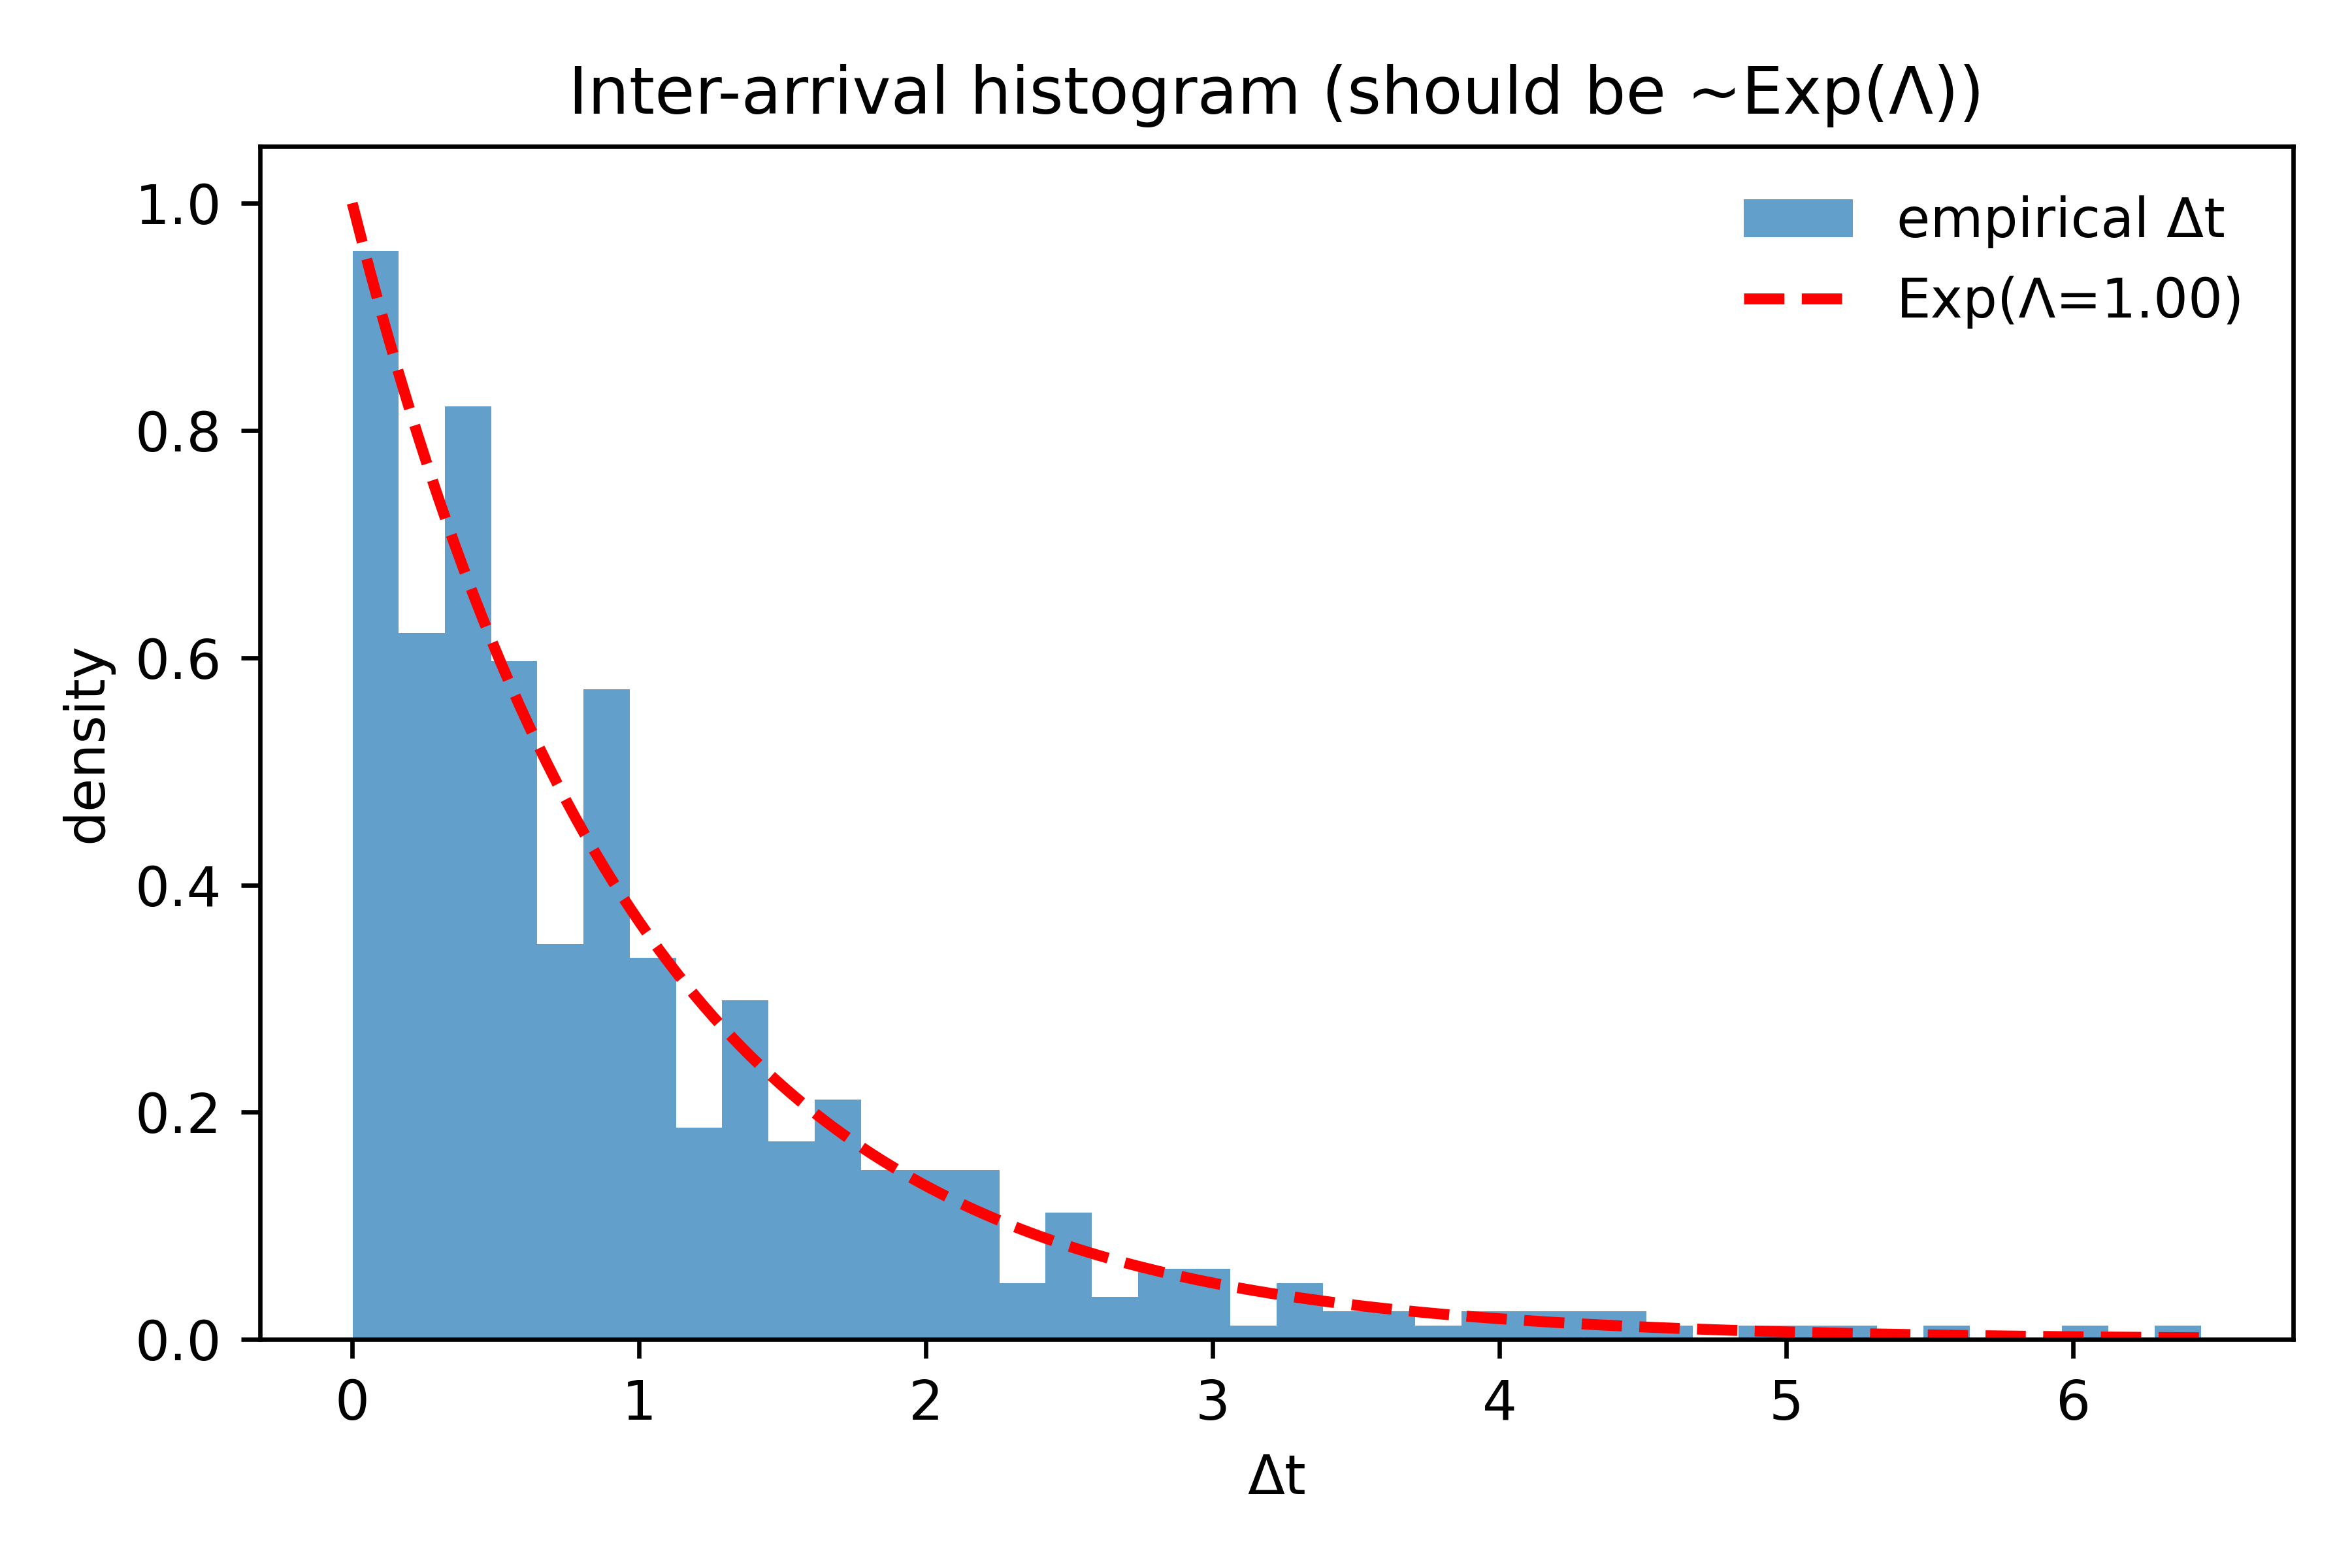 Inter-arrival histogram (should be ~Exp(Λ))
empirical Δt
Exp(Λ=1.00)
density
1.0
0.8
0.6
0.4
0.2
0.0
0 1 2 3 4 5 6
Δt